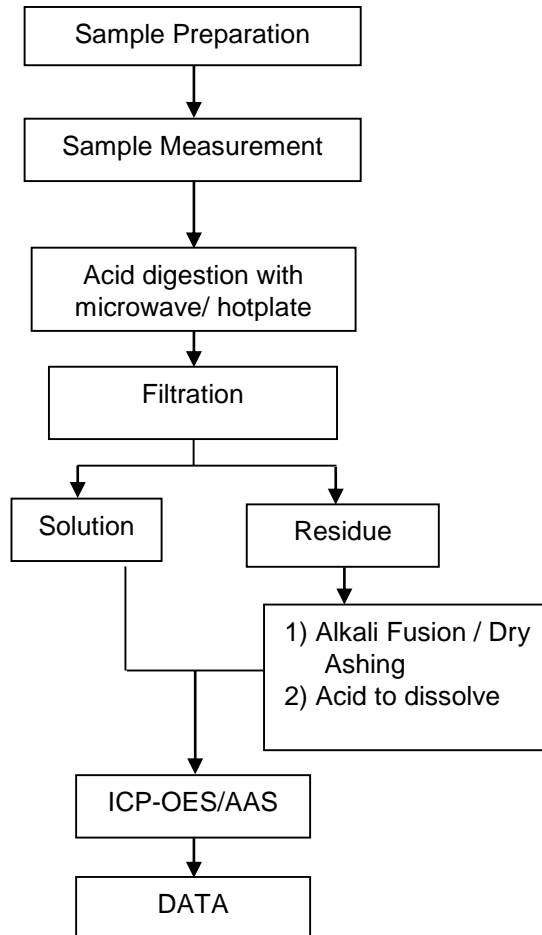 Sample Preparation
Sample Measurement
Acid digestion with
microwave/ hotplate
Filtration
Solution
Residue
1) Alkali Fusion / Dry
Ashing
2) Acid to dissolve
ICP-OES/AAS
DATA